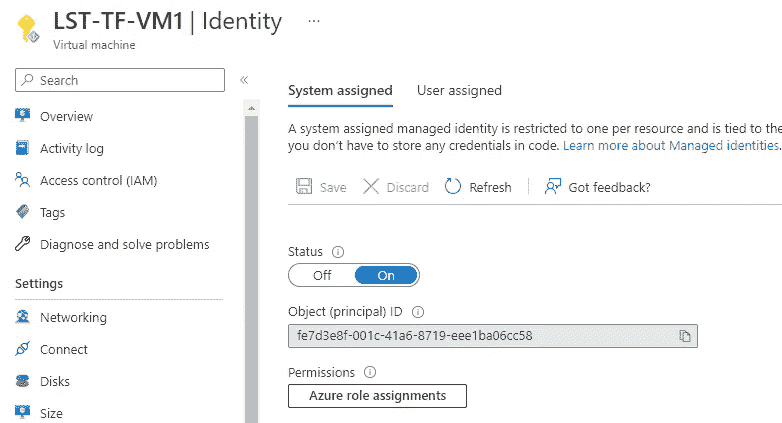 LST-TF-VM1 | Identity ...
Virtual machine
Search
«
Overview
Activity log
Access control (IAM)
Tags
Diagnose and solve problems
Settings
Networking
Connect
Disks
Size
System assigned User assigned
A system assigned managed identity is restricted to one per resource and is tied to the
you don't have to store any credentials in code. Learn more about Managed identities.
Save Discard Refresh Got feedback?
Status
Off On
Object (principal) ID
fe7d3e8f-001c-41a6-8719-eee1ba06cc58
Permissions
Azure role assignments